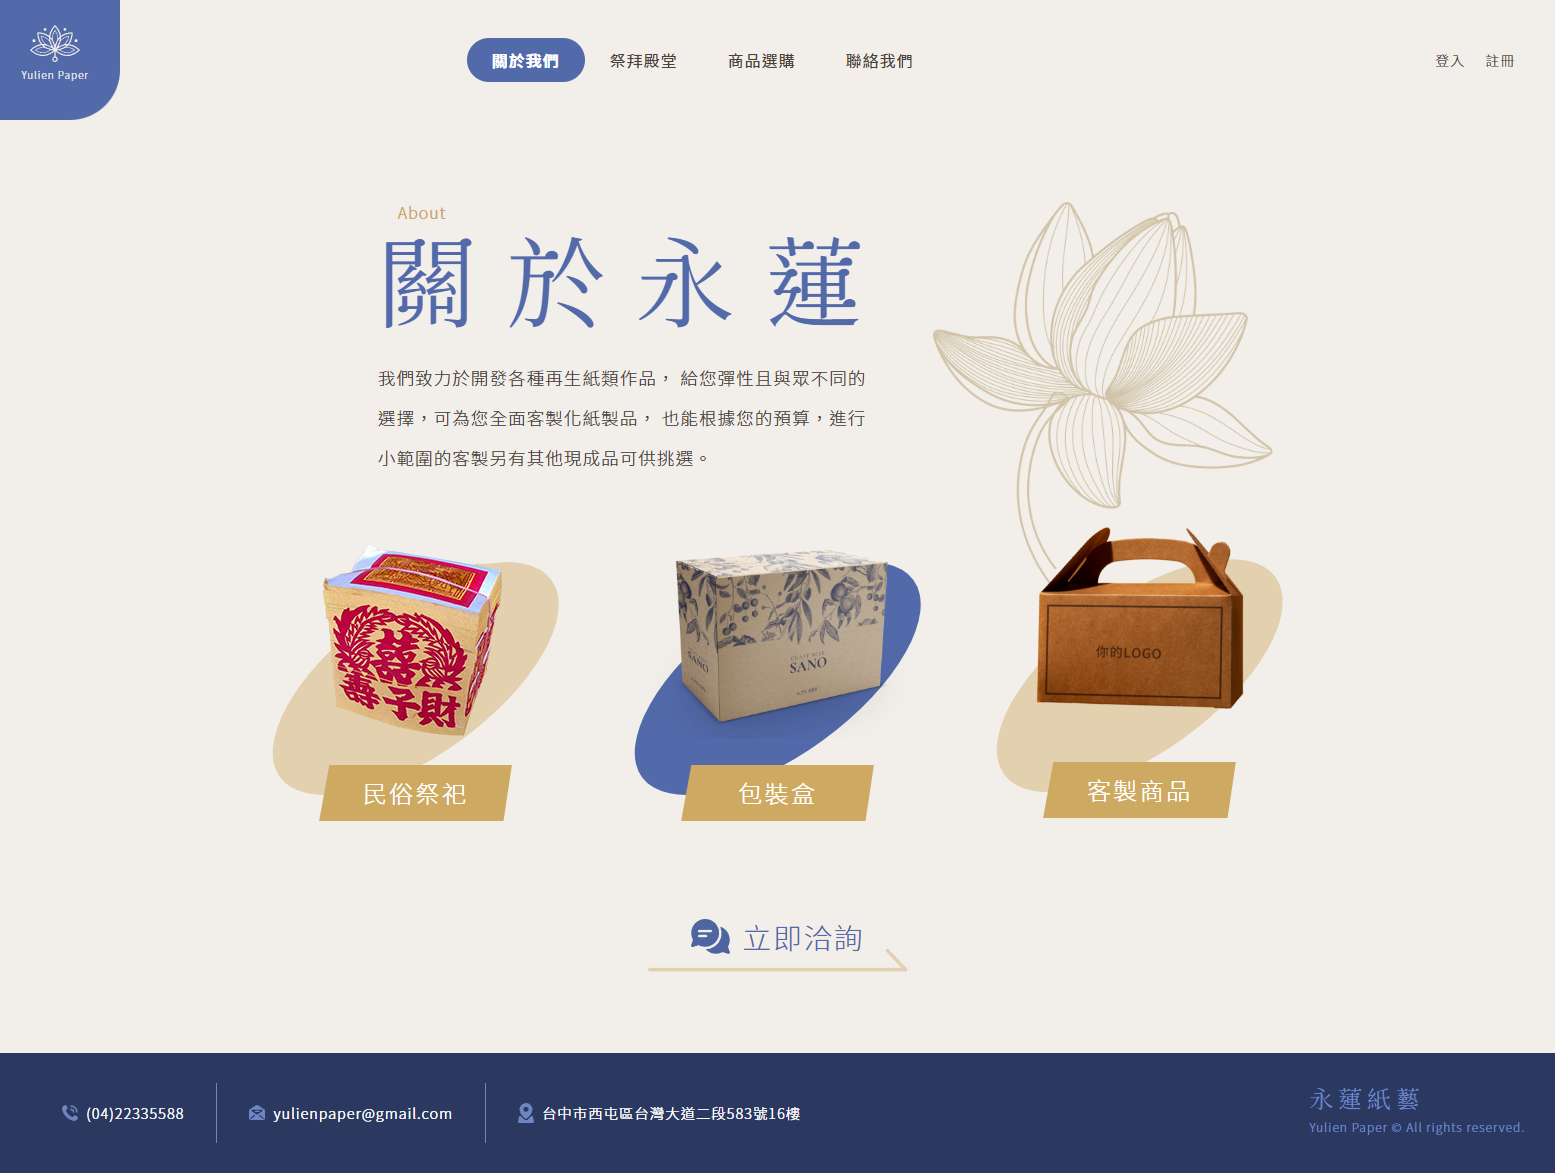 Yulien Paper
關於我們
祭拜殿堂
商品選購
聯絡我們
登入
註冊
About
關於永蓮
我們致力於開發各種再生紙類作品， 給您彈性且與眾不同的
選擇，可為您全面客製化紙製品， 也能根據您的預算，進行
小範圍的客製另有其他現成品可供挑選。
囍
壽子財
SANO
SANO
你的LOGO
民俗祭祀
包裝盒
客製商品
立即洽詢
(04)22335588
yulienpaper@gmail.com
台中市西屯區台灣大道二段583號16樓
永蓮紙藝
Yulien Paper © All rights reserved.